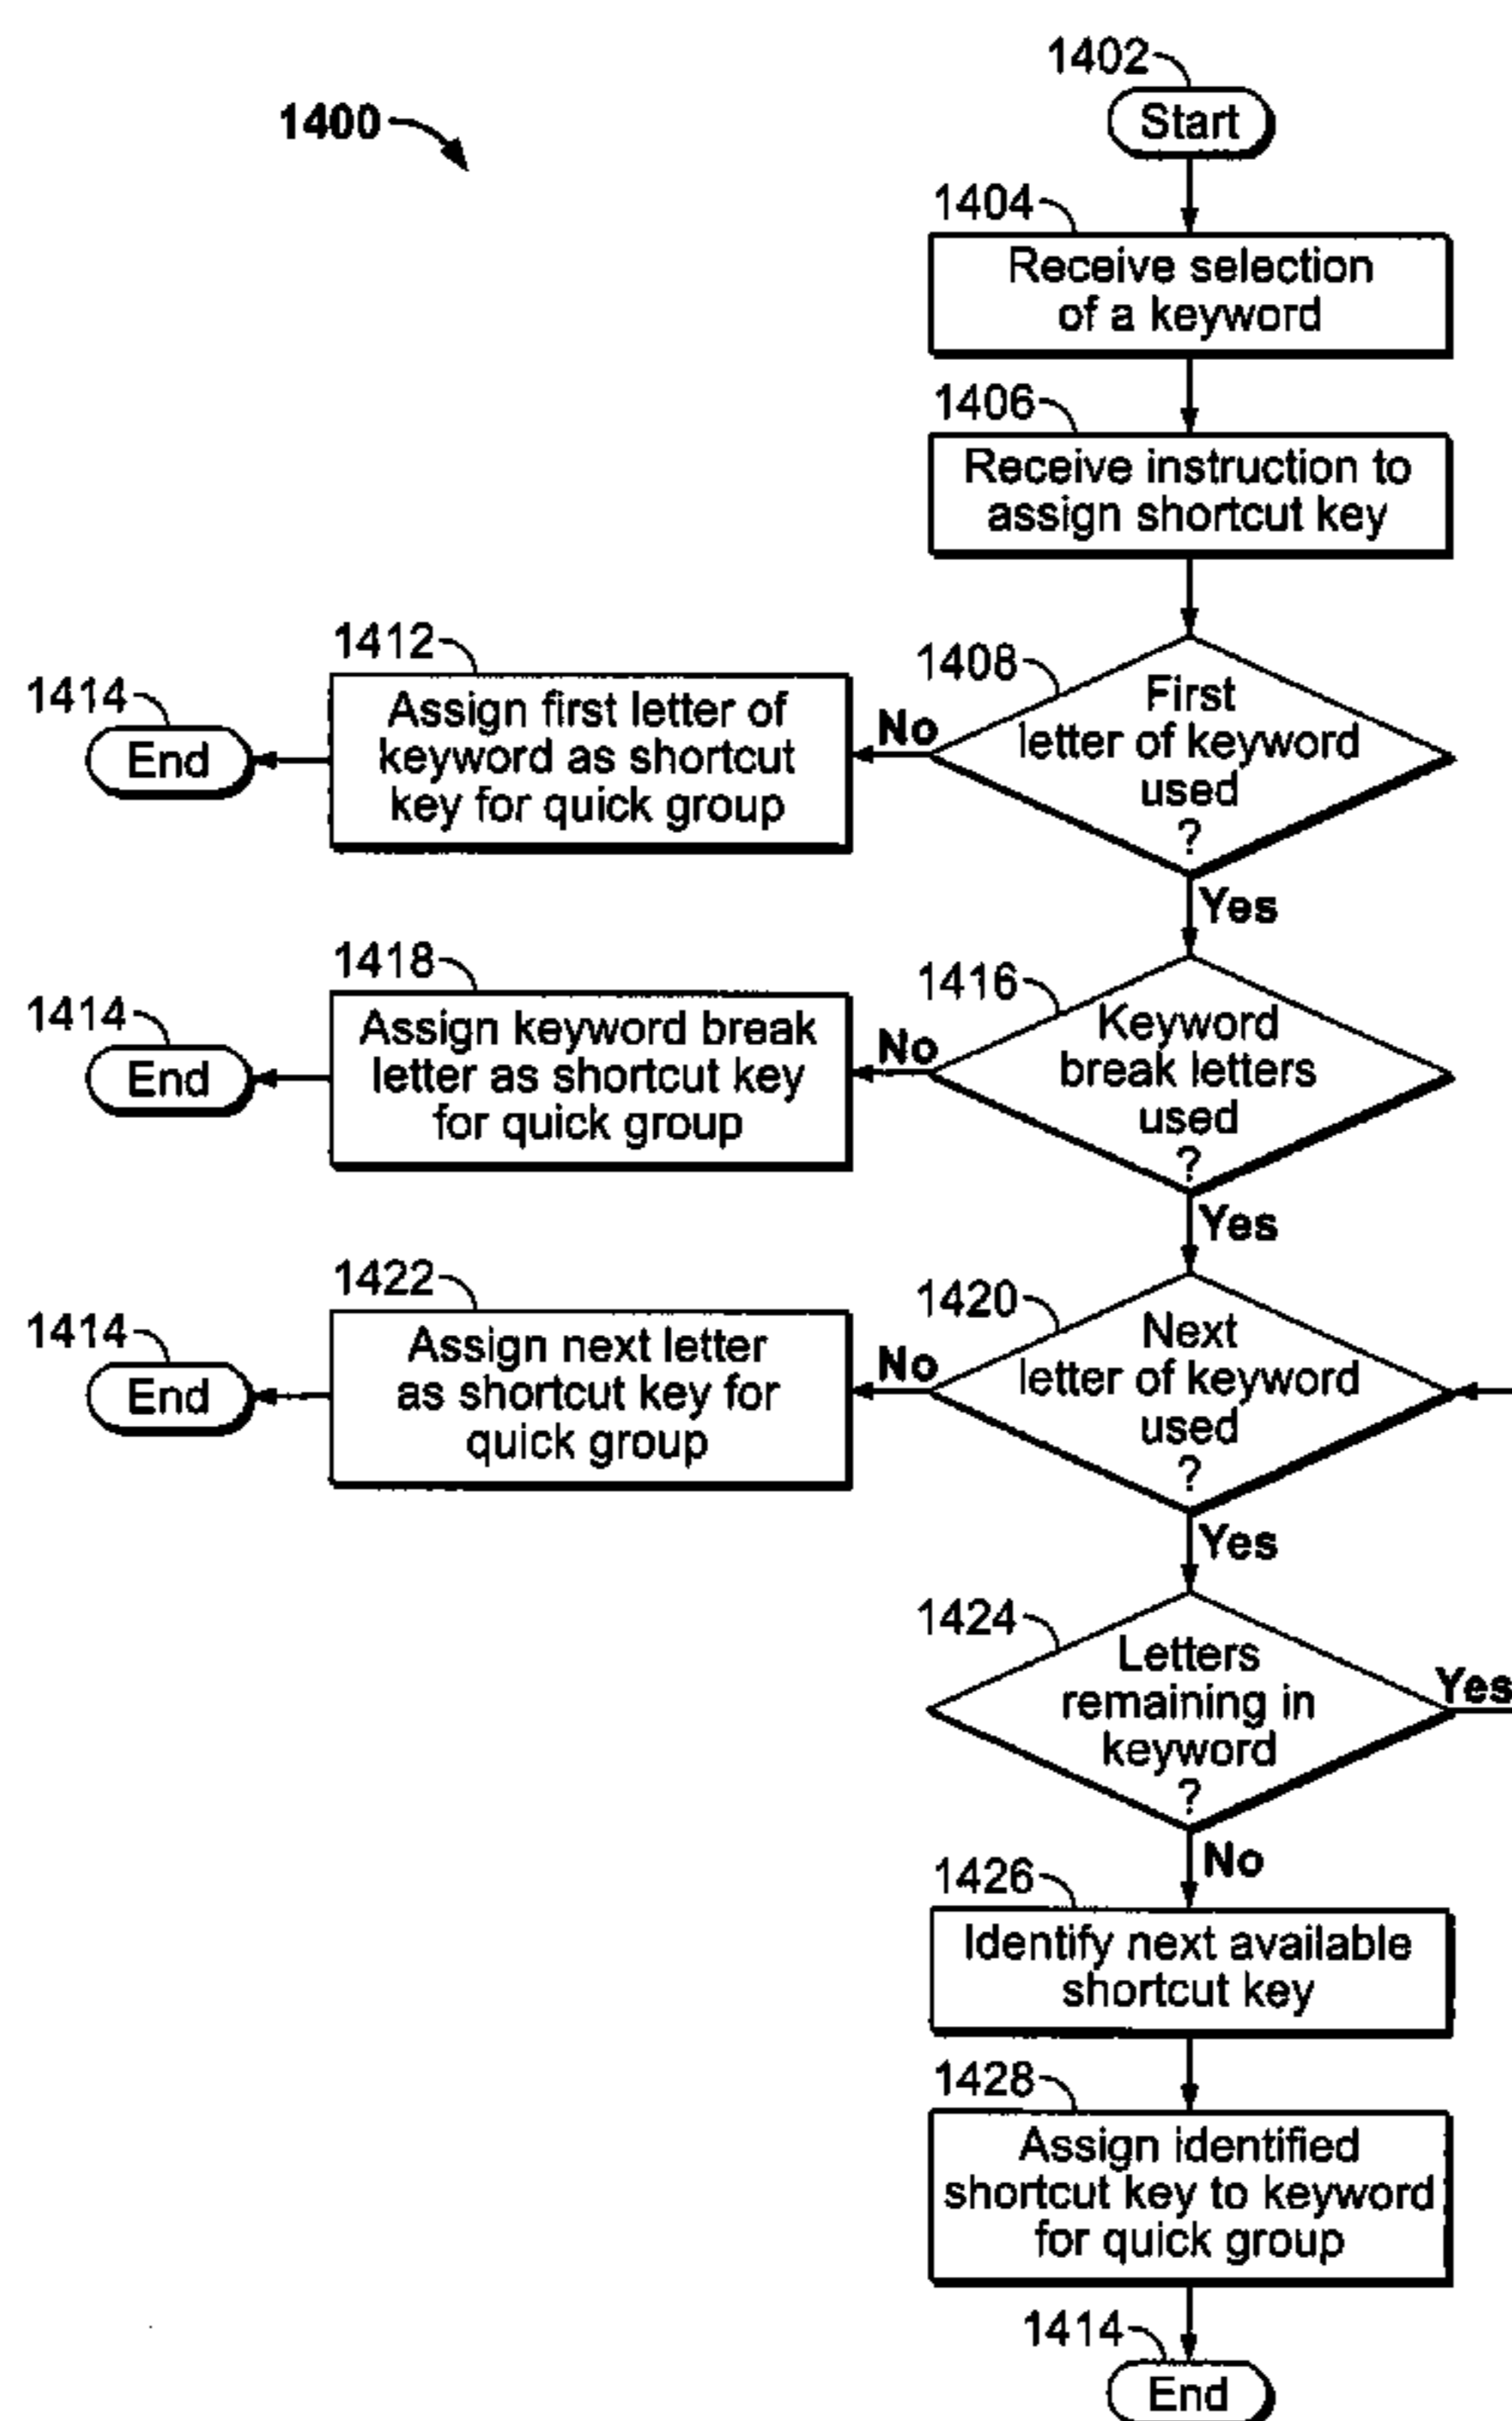 1402
Start
1400
1404
Receive selection
of a keyword
1406
Receive instruction to
assign shortcut key
1408
First
letter of keyword
used
?
No
1412
Assign first letter of
keyword as shortcut
key for quick group
1414
End
Yes
1416
Keyword
break letters
used
?
No
1418
Assign keyword break
letter as shortcut key
for quick group
1414
End
Yes
1420
Next
letter of keyword
used
?
No
1422
Assign next letter
as shortcut key for
quick group
1414
End
Yes
1424
Letters
remaining in
keyword
?
Yes
No
1426
Identify next available
shortcut key
1428
Assign identified
shortcut key to keyword
for quick group
1414
End